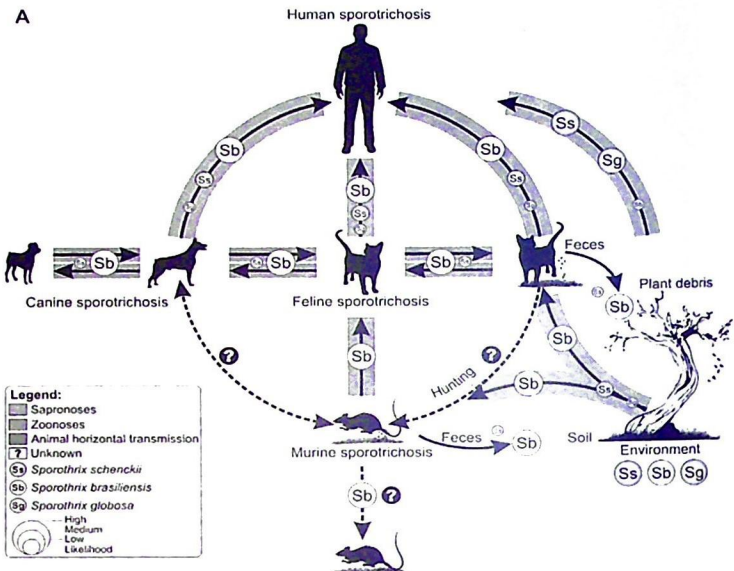 A
Human sporotrichosis
Sb
Ss
Sb
Ss
Sb
Ss
Ss
Sg
Sb
Sb
Sb
Feces
Canine sporotrichosis
Feline sporotrichosis
Plant debris
Sb
Sb
Sb
?
?
Hunting
Sb
Ss
Murine sporotrichosis
Feces
Sb
Soil
Environment
Ss Sb Sg
Sb ?
Legend:
Sapronoses
Zoonoses
Animal horizontal transmission
? Unknown
Ss Sporothrix schenckii
Sb Sporothrix brasiliensis
Sg Sporothrix globosa
High
Medium
Low
Likelihood